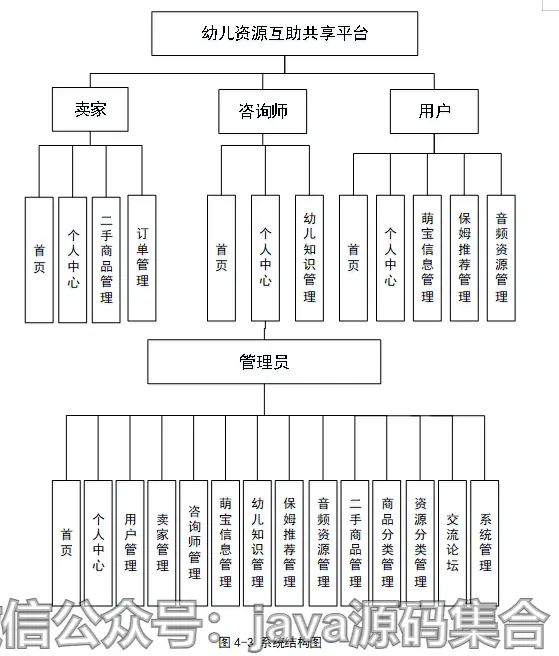 幼儿资源互助共享平台
卖家
咨询师
用户
首页
个人中心
二手商品管理
订单管理
首页
个人中心
幼儿知识管理
首页
个人中心
萌宝信息管理
保姆推荐管理
音频资源管理
管理员
首页
个人中心
用户管理
卖家管理
咨询师管理
萌宝信息管理
幼儿知识管理
保姆推荐管理
音频资源管理
二手商品管理
商品分类管理
资源分类管理
交流论坛
系统管理
信公众号：java源码集合
图 4-3 系统结构图